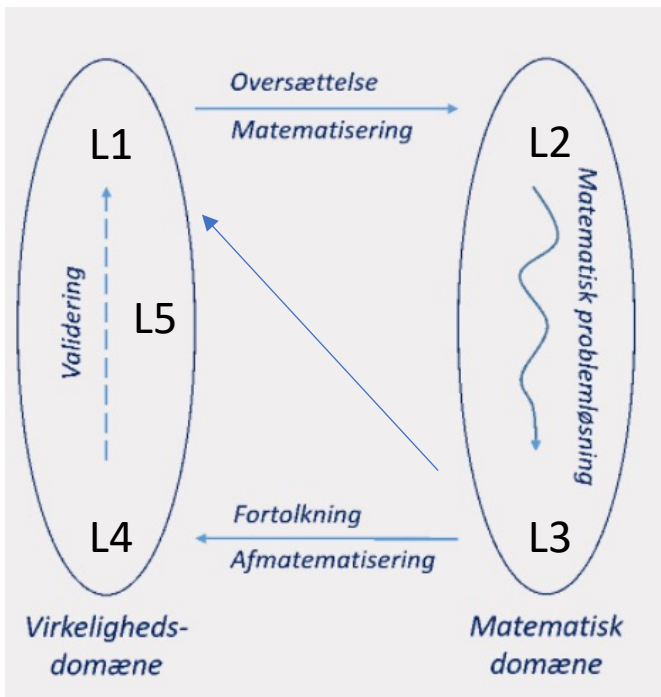 Oversættelse
Matematisering
L1
L2
Matematisk problemløsning
Validering
L5
Fortolkning
Afmatematisering
L4
L3
Virkeligheds-
domæne
Matematisk
domæne